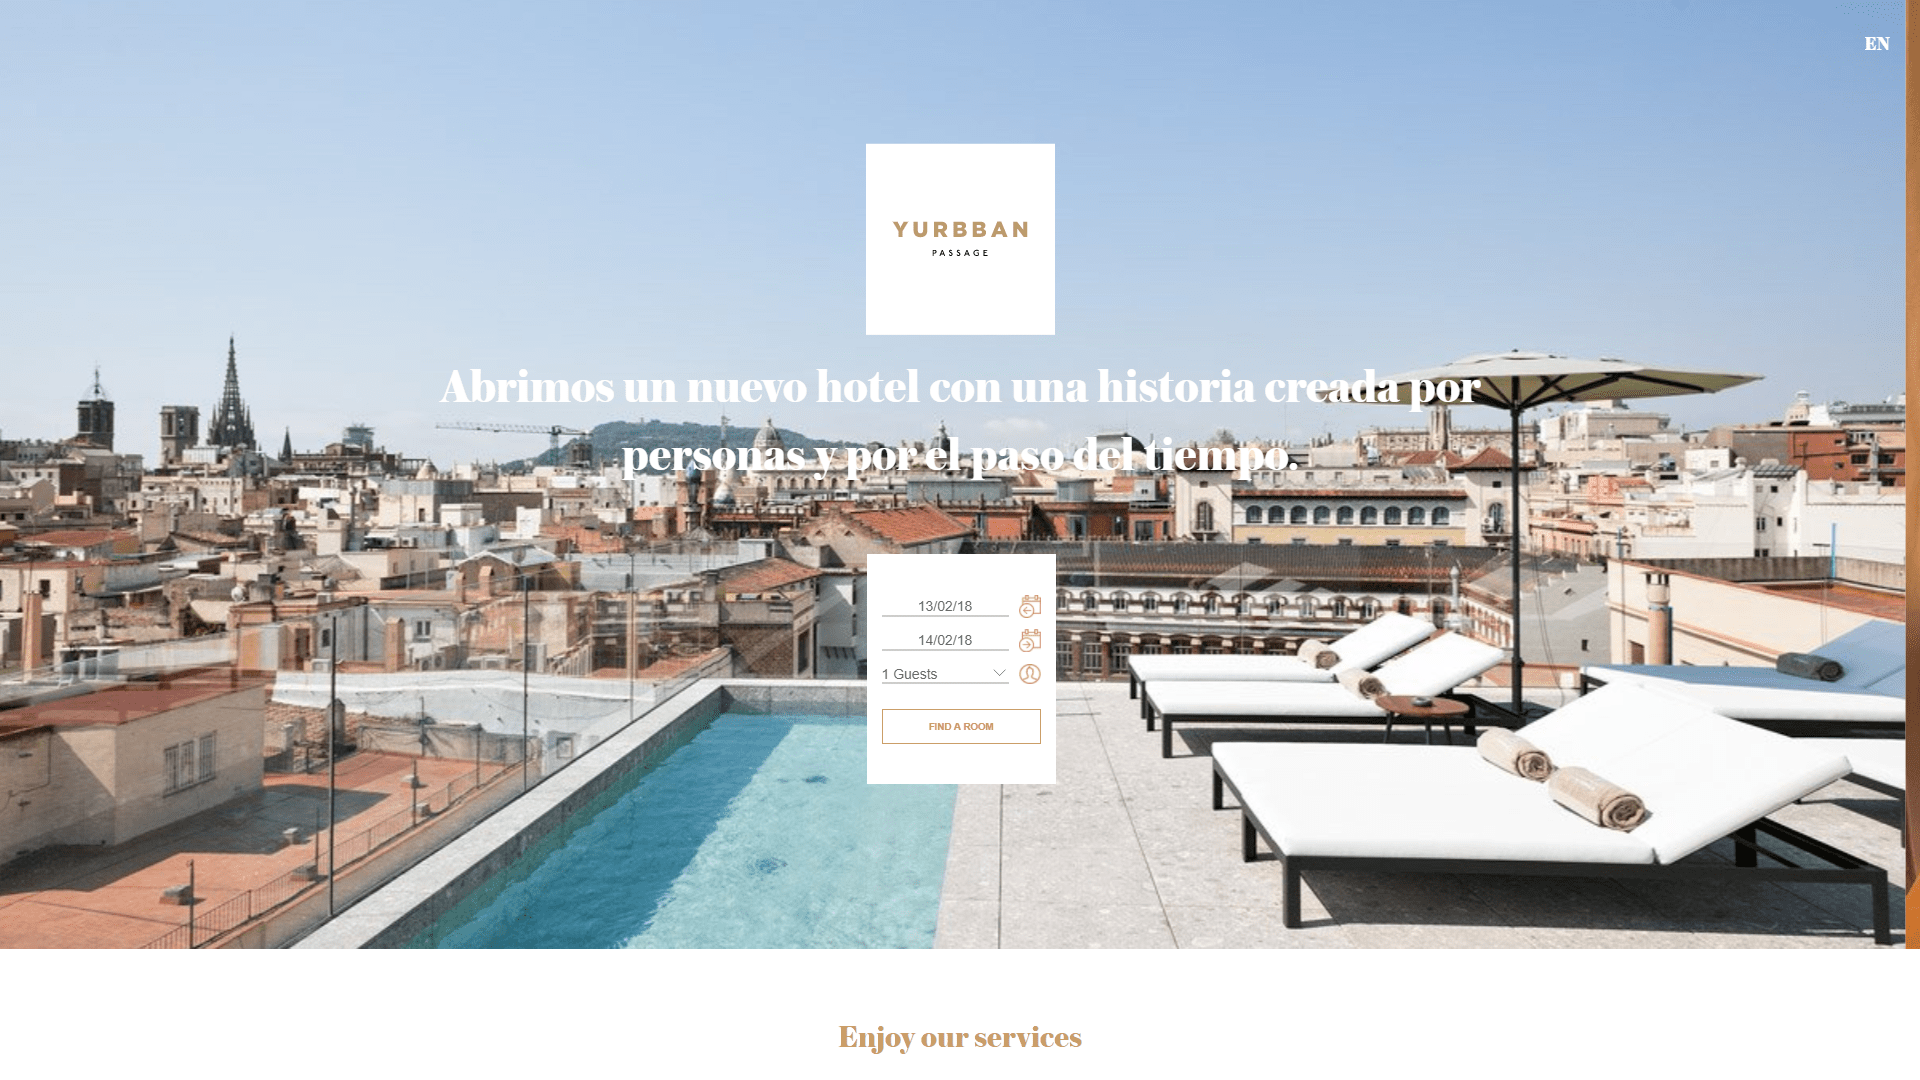 EN
YURBBAN
PASSAGE
Abrimos un nuevo hotel con una historia creada por
personas y por el paso del tiempo.
13/02/18
14/02/18
1 Guests
FIND A ROOM
Enjoy our services